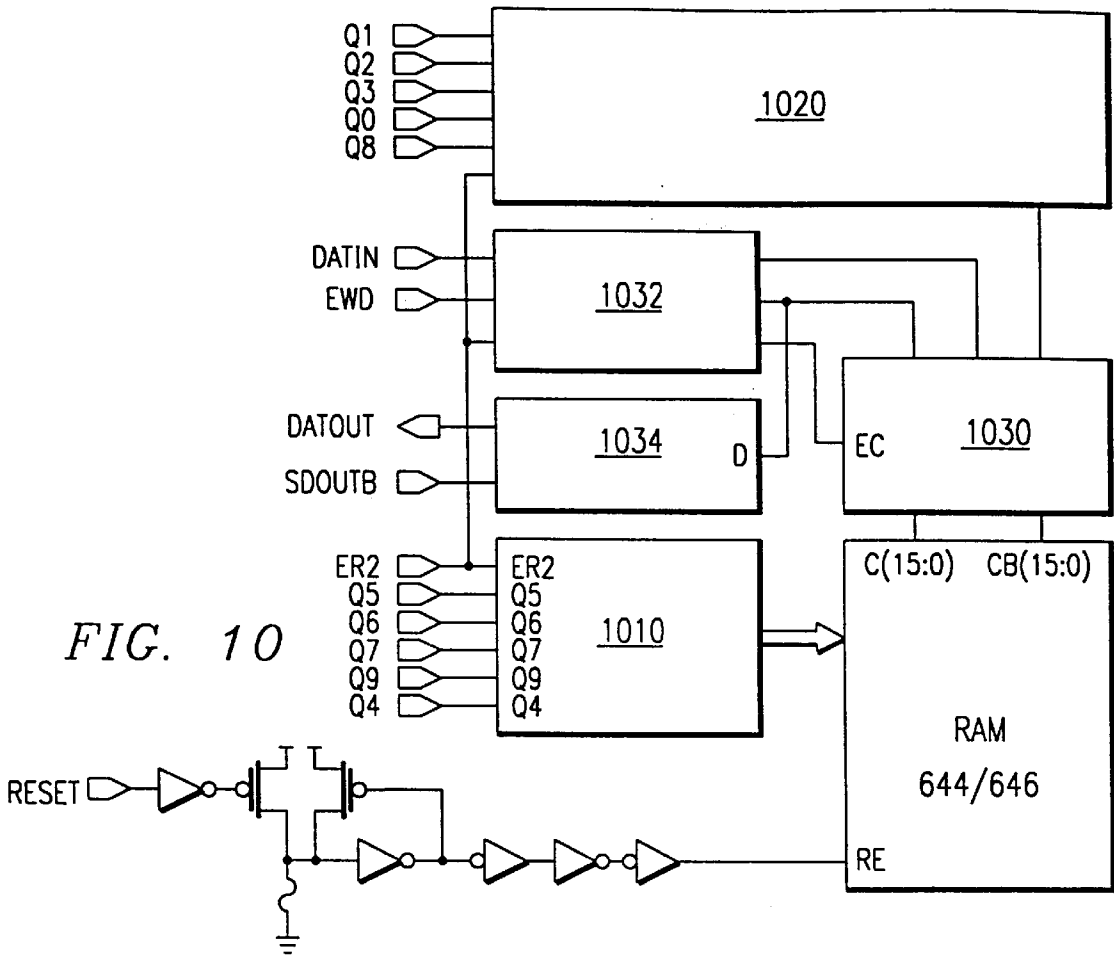 Q1
Q2
Q3
Q0
Q8
1020
DATIN
EWD
1032
DATOUT
SDOUTB
1034
D
EC
1030
ER2
Q5
Q6
Q7
Q9
Q4
ER2
Q5
Q6
Q7
Q9
Q4
1010
C(15:0) CB(15:0)
RAM
644/646
RE
FIG. 10
RESET